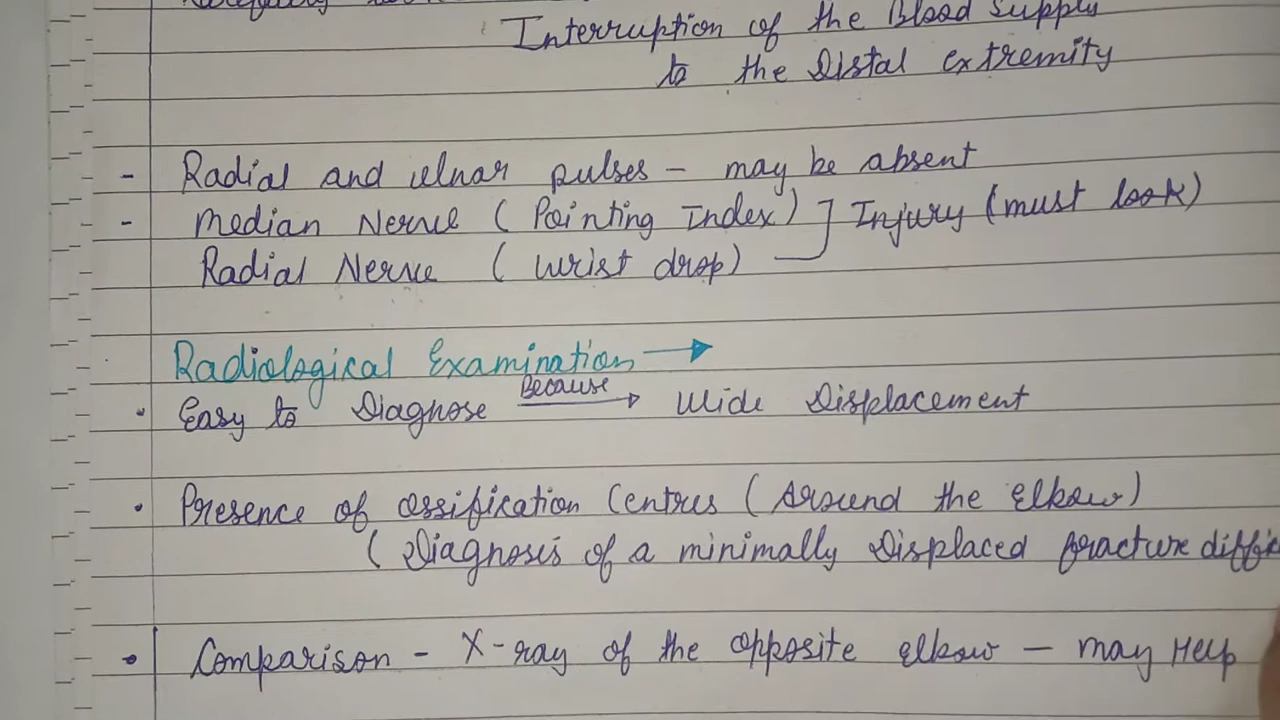 Interruption of the Blood Supply
to the Distal extremity
- Radial and ulnar pulses - may be absent
- Median Nerve ( Pointing Index ) ] Injury (must look)
Radial Nerve ( wrist drop )
Radiological Examination →
• Easy to Diagnose Because → Wide Displacement
• Presence of ossification Centres ( Around the elbow )
( Diagnosis of a minimally Displaced fracture
• Comparison - X-ray of the opposite elbow - may Help